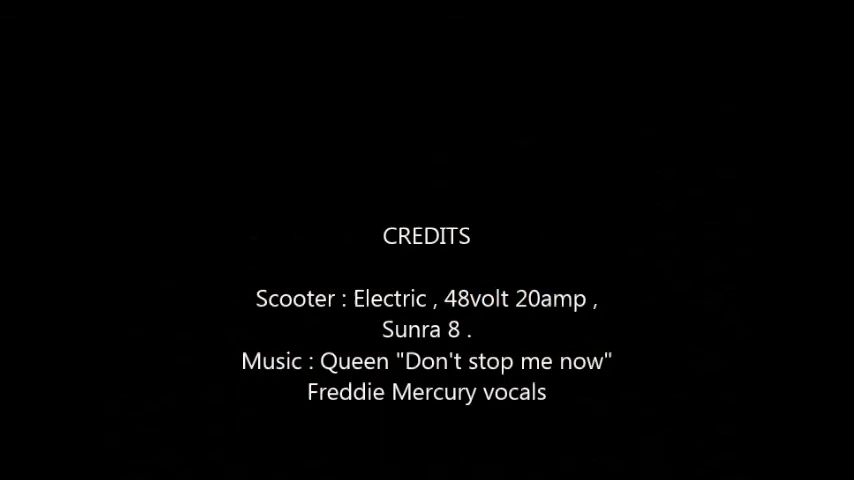 CREDITS
Scooter : Electric , 48volt 20amp ,
Sunra 8 .
Music : Queen "Don't stop me now"
Freddie Mercury vocals